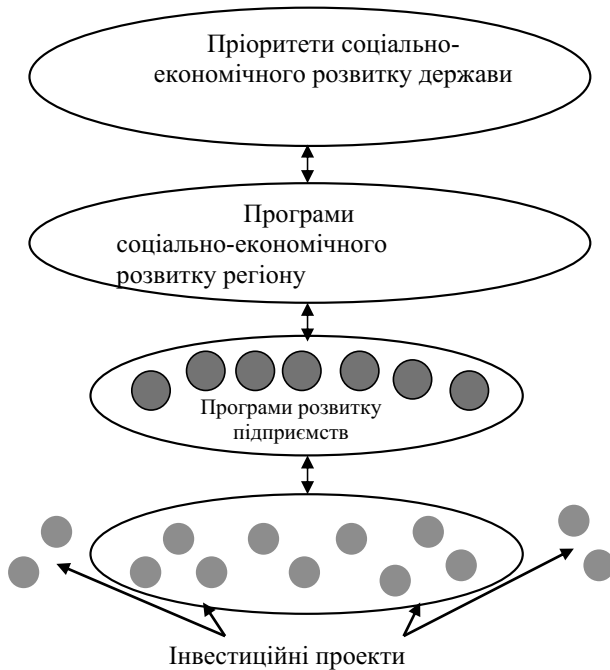 Пріоритети соціально-
економічного розвитку держави
Програми
соціально-економічного
розвитку регіону
Програми розвитку
підприємств
Інвестиційні проекти